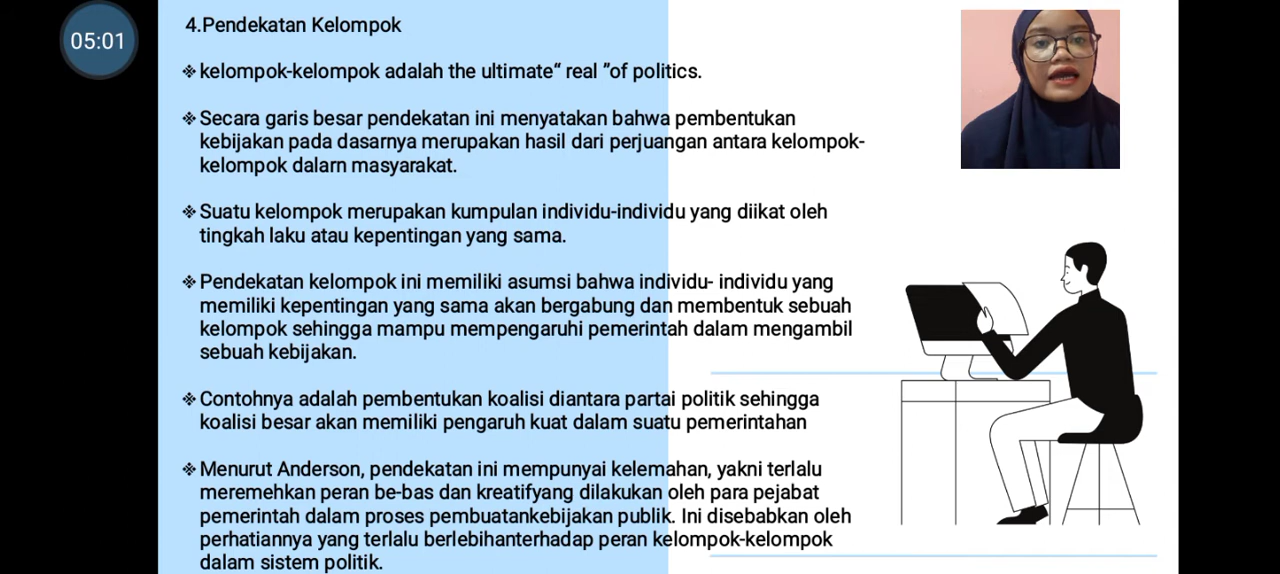 05:01
4.Pendekatan Kelompok
❖ kelompok-kelompok adalah the ultimate“ real ”of politics.
❖ Secara garis besar pendekatan ini menyatakan bahwa pembentukan
kebijakan pada dasarnya merupakan hasil dari perjuangan antara kelompok-
kelompok dalarn masyarakat.
❖ Suatu kelompok merupakan kumpulan individu-individu yang diikat oleh
tingkah laku atau kepentingan yang sama.
❖ Pendekatan kelompok ini memiliki asumsi bahwa individu- individu yang
memiliki kepentingan yang sama akan bergabung dan membentuk sebuah
kelompok sehingga mampu mempengaruhi pemerintah dalam mengambil
sebuah kebijakan.
❖ Contohnya adalah pembentukan koalisi diantara partai politik sehingga
koalisi besar akan memiliki pengaruh kuat dalam suatu pemerintahan
❖ Menurut Anderson, pendekatan ini mempunyai kelemahan, yakni terlalu
meremehkan peran be-bas dan kreatifyang dilakukan oleh para pejabat
pemerintah dalam proses pembuatankebijakan publik. Ini disebabkan oleh
perhatiannya yang terlalu berlebihanterhadap peran kelompok-kelompok
dalam sistem politik.